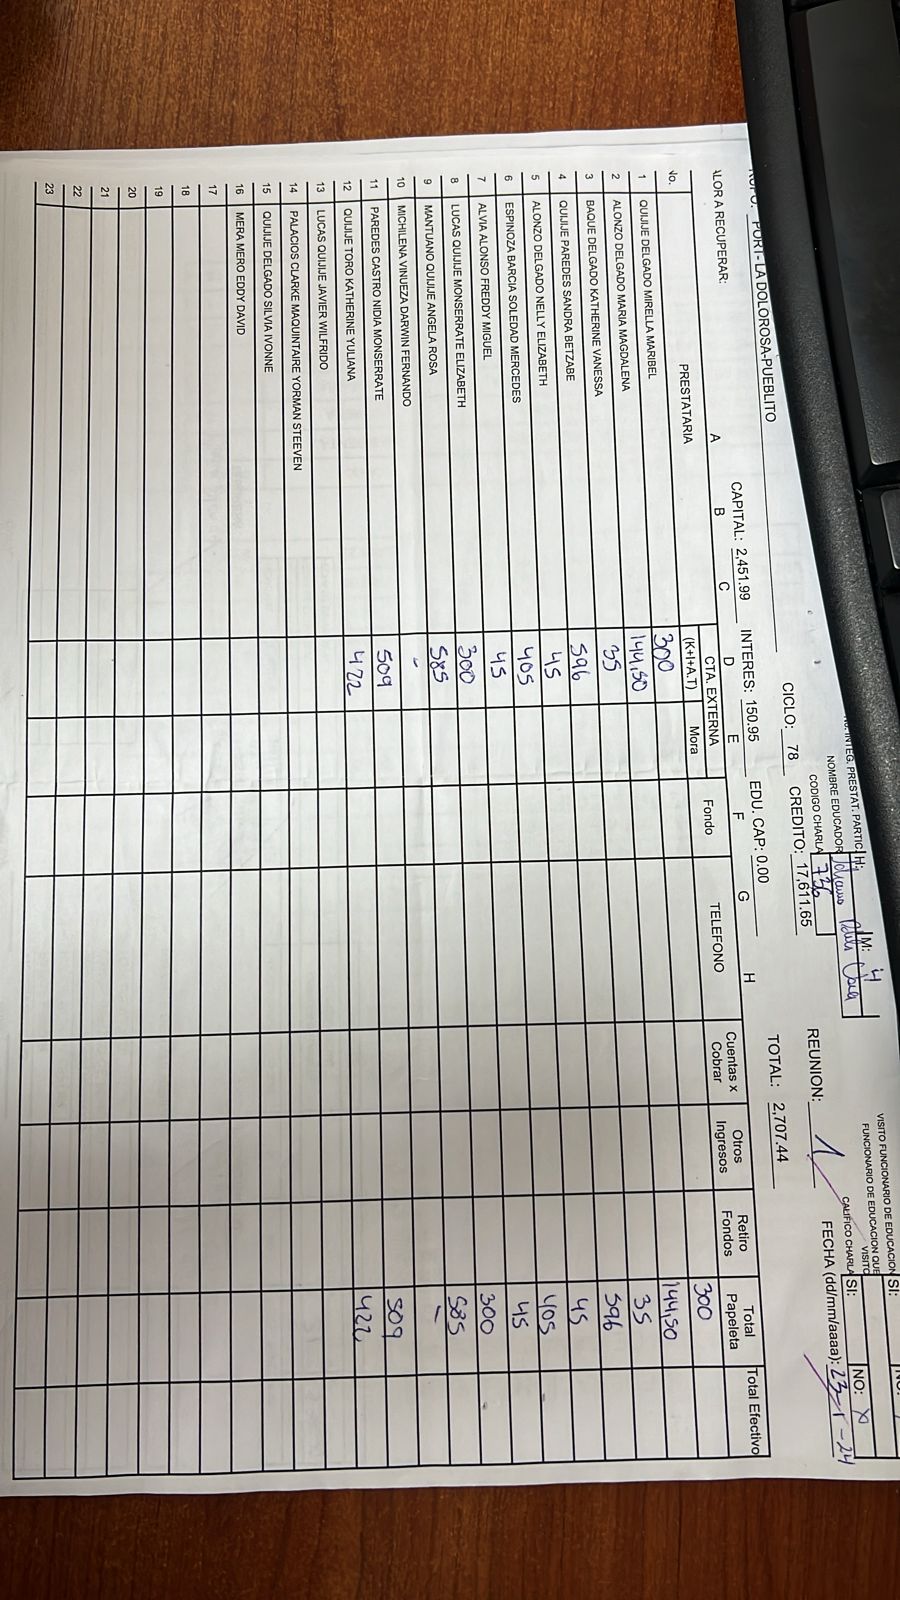 VISITO FUNCIONARIO DE EDUCACION SI: NO:
FUNCIONARIO DE EDUCACION QUE VISITO
INTEG. PRESTAT. PARTIC. H: M: 4
CALIFICO CHARLA SI: NO: X
NOMBRE EDUCADOR
CODIGO CHARLA 736
REUNION: 1 FECHA (dd/mm/aaaa): 23-1-24
PORT- LA DOLOROSA-PUEBLITO CICLO: 78 CREDITO: 17,611.65
ALOR A RECUPERAR: CAPITAL: 2,451.99 INTERES: 150.95 EDU. CAP: 0.00 TOTAL: 2,707.44
A B C D E F G H
No. PRESTATARIA CTA. EXTERNA (K+I+A.T) Mora Fondo TELEFONO Cuentas x Cobrar Otros Ingresos Retiro Fondos Total Papeleta Total Efectivo
1 QUIJIJE DELGADO MIRELLA MARIBEL 300 300
2 ALONZO DELGADO MARIA MAGDALENA 144,50 144,50
3 BAQUE DELGADO KATHERINE VANESSA 35 35
4 QUIJIJE PAREDES SANDRA BETZABE 596 596
5 ALONZO DELGADO NELLY ELIZABETH 45 45
6 ESPINOZA BARCIA SOLEDAD MERCEDES 405 405
7 ALVIA ALONSO FREDDY MIGUEL 45 45
8 LUCAS QUIJIJE MONSERRATE ELIZABETH 300 300
9 MANTUANO QUIJIJE ANGELA ROSA 585 585
10 MICHILENA VINUEZA DARWIN FERNANDO - -
11 PAREDES CASTRO NIDIA MONSERRATE 509 509
12 QUIJIJE TORO KATHERINE YULIANA 422 422
13 LUCAS QUIJIJE JAVIER WILFRIDO
14 PALACIOS CLARKE MAQUINTAIRE YORMAN STEEVEN
15 QUIJIJE DELGADO SILVIA IVONNE
16 MERA MERO EDDY DAVID
17
18
19
20
21
22
23